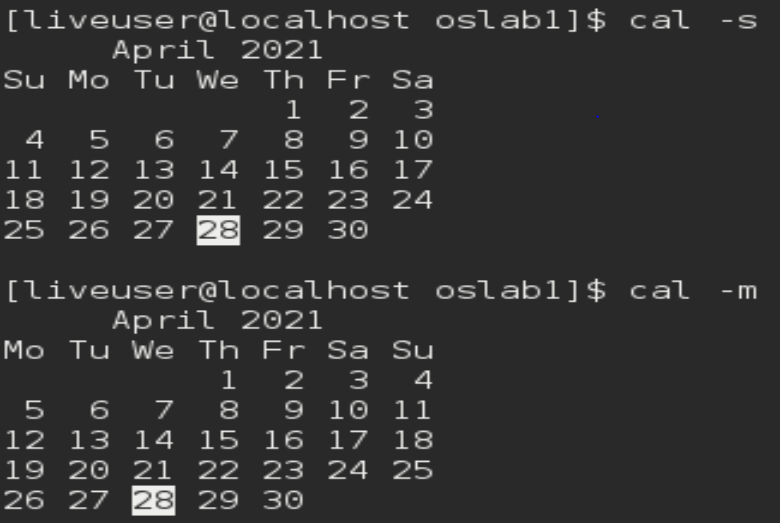 [liveuser@localhost oslab1]$ cal -s
     April 2021
Su Mo Tu We Th Fr Sa
             1  2  3
 4  5  6  7  8  9 10
11 12 13 14 15 16 17
18 19 20 21 22 23 24
25 26 27 28 29 30

[liveuser@localhost oslab1]$ cal -m
     April 2021
Mo Tu We Th Fr Sa Su
          1  2  3  4
 5  6  7  8  9 10 11
12 13 14 15 16 17 18
19 20 21 22 23 24 25
26 27 28 29 30